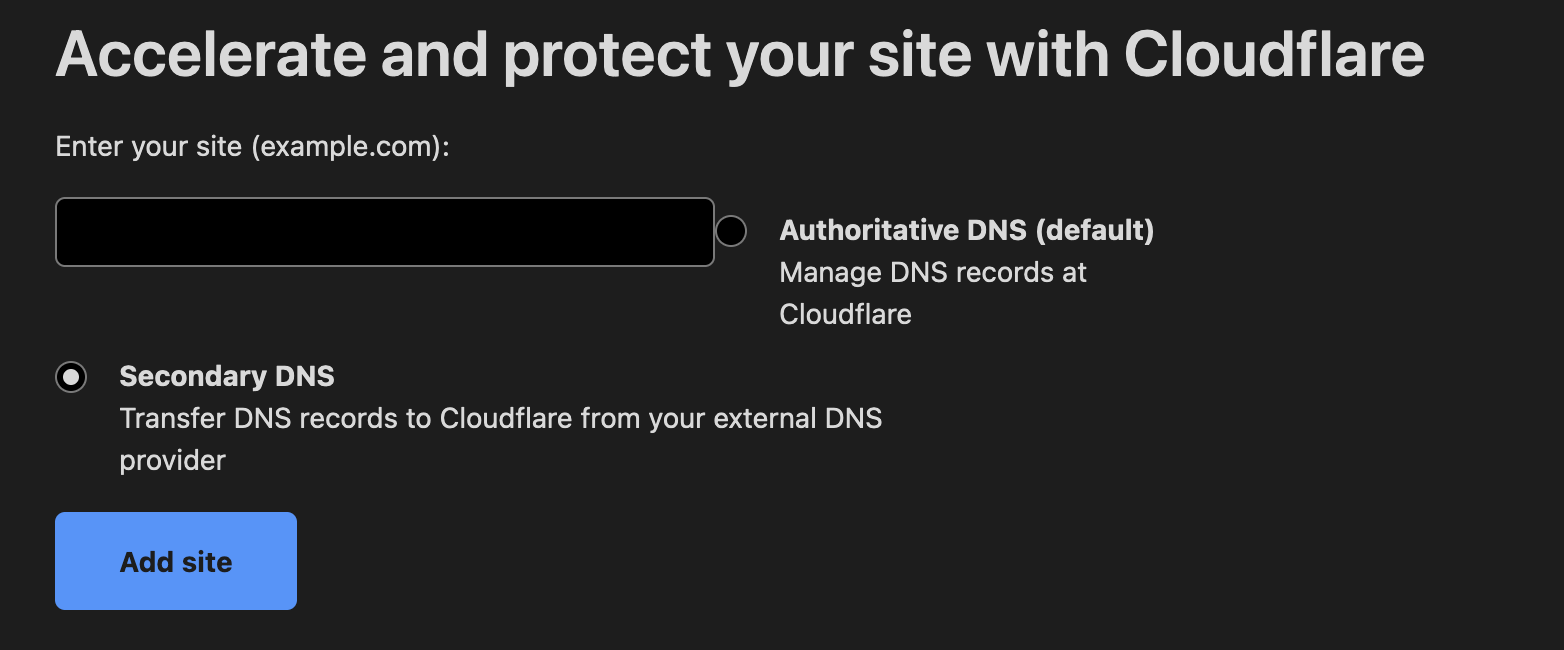 Accelerate and protect your site with Cloudflare
Enter your site (example.com):
Authoritative DNS (default)
Manage DNS records at
Cloudflare
Secondary DNS
Transfer DNS records to Cloudflare from your external DNS
provider
Add site